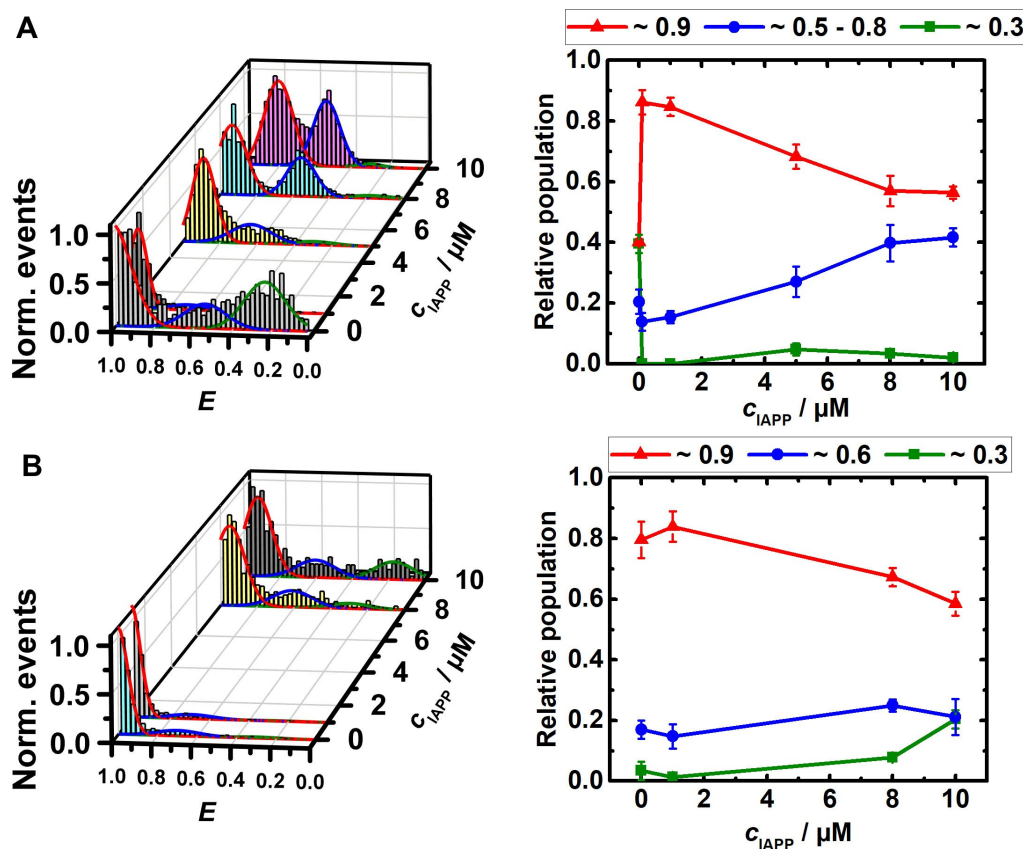 A
~ 0.9 ~ 0.5 - 0.8 ~ 0.3
1.0
0.5
0.0
Norm. events
1.0 0.8 0.6 0.4 0.2 0.0
E
0 2 4 6 8 10
cIAPP / µM
1.0
0.8
0.6
0.4
0.2
0.0
Relative population
0 2 4 6 8 10
cIAPP / µM
B
~ 0.9 ~ 0.6 ~ 0.3
1.0
0.5
0.0
Norm. events
1.0 0.8 0.6 0.4 0.2 0.0
E
0 2 4 6 8 10
cIAPP / µM
1.0
0.8
0.6
0.4
0.2
0.0
Relative population
0 2 4 6 8 10
cIAPP / µM